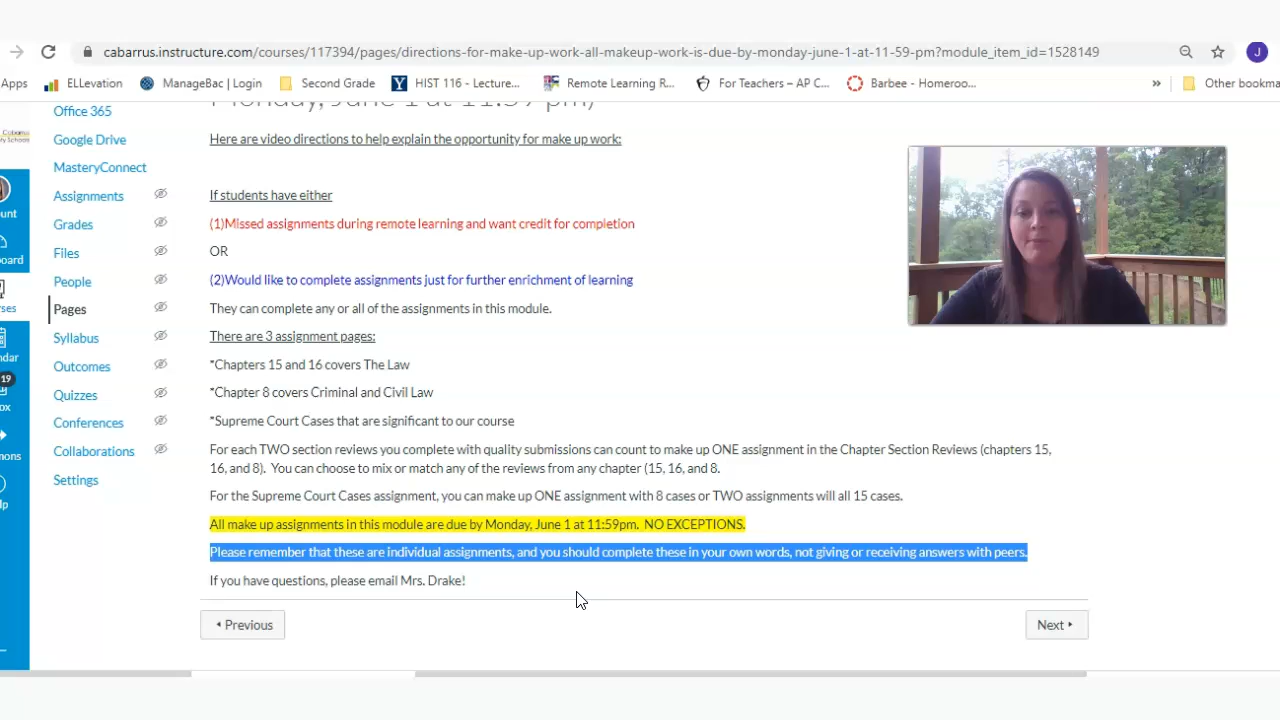 cabarrus.instructure.com/courses/117394/pages/directions-for-make-up-work-all-makeup-work-is-due-by-monday-june-1-at-11-59-pm?module_item_id=1528149
J
Apps
ELLevation
ManageBac | Login
Second Grade
HIST 116 - Lecture...
Remote Learning R...
For Teachers – AP C...
Barbee - Homeroo...
»
Other bookma
Monday, June 1 at 11:59 pm)
Office 365
Google Drive
MasteryConnect
Assignments
Grades
Files
People
Pages
Syllabus
Outcomes
Quizzes
Conferences
Collaborations
Settings
19
Here are video directions to help explain the opportunity for make up work:
If students have either
(1)Missed assignments during remote learning and want credit for completion
OR
(2)Would like to complete assignments just for further enrichment of learning
They can complete any or all of the assignments in this module.
There are 3 assignment pages:
*Chapters 15 and 16 covers The Law
*Chapter 8 covers Criminal and Civil Law
*Supreme Court Cases that are significant to our course
For each TWO section reviews you complete with quality submissions can count to make up ONE assignment in the Chapter Section Reviews (chapters 15,
16, and 8). You can choose to mix or match any of the reviews from any chapter (15, 16, and 8.
For the Supreme Court Cases assignment, you can make up ONE assignment with 8 cases or TWO assignments will all 15 cases.
All make up assignments in this module are due by Monday, June 1 at 11:59pm. NO EXCEPTIONS.
Please remember that these are individual assignments, and you should complete these in your own words, not giving or receiving answers with peers.
If you have questions, please email Mrs. Drake!
Previous
Next